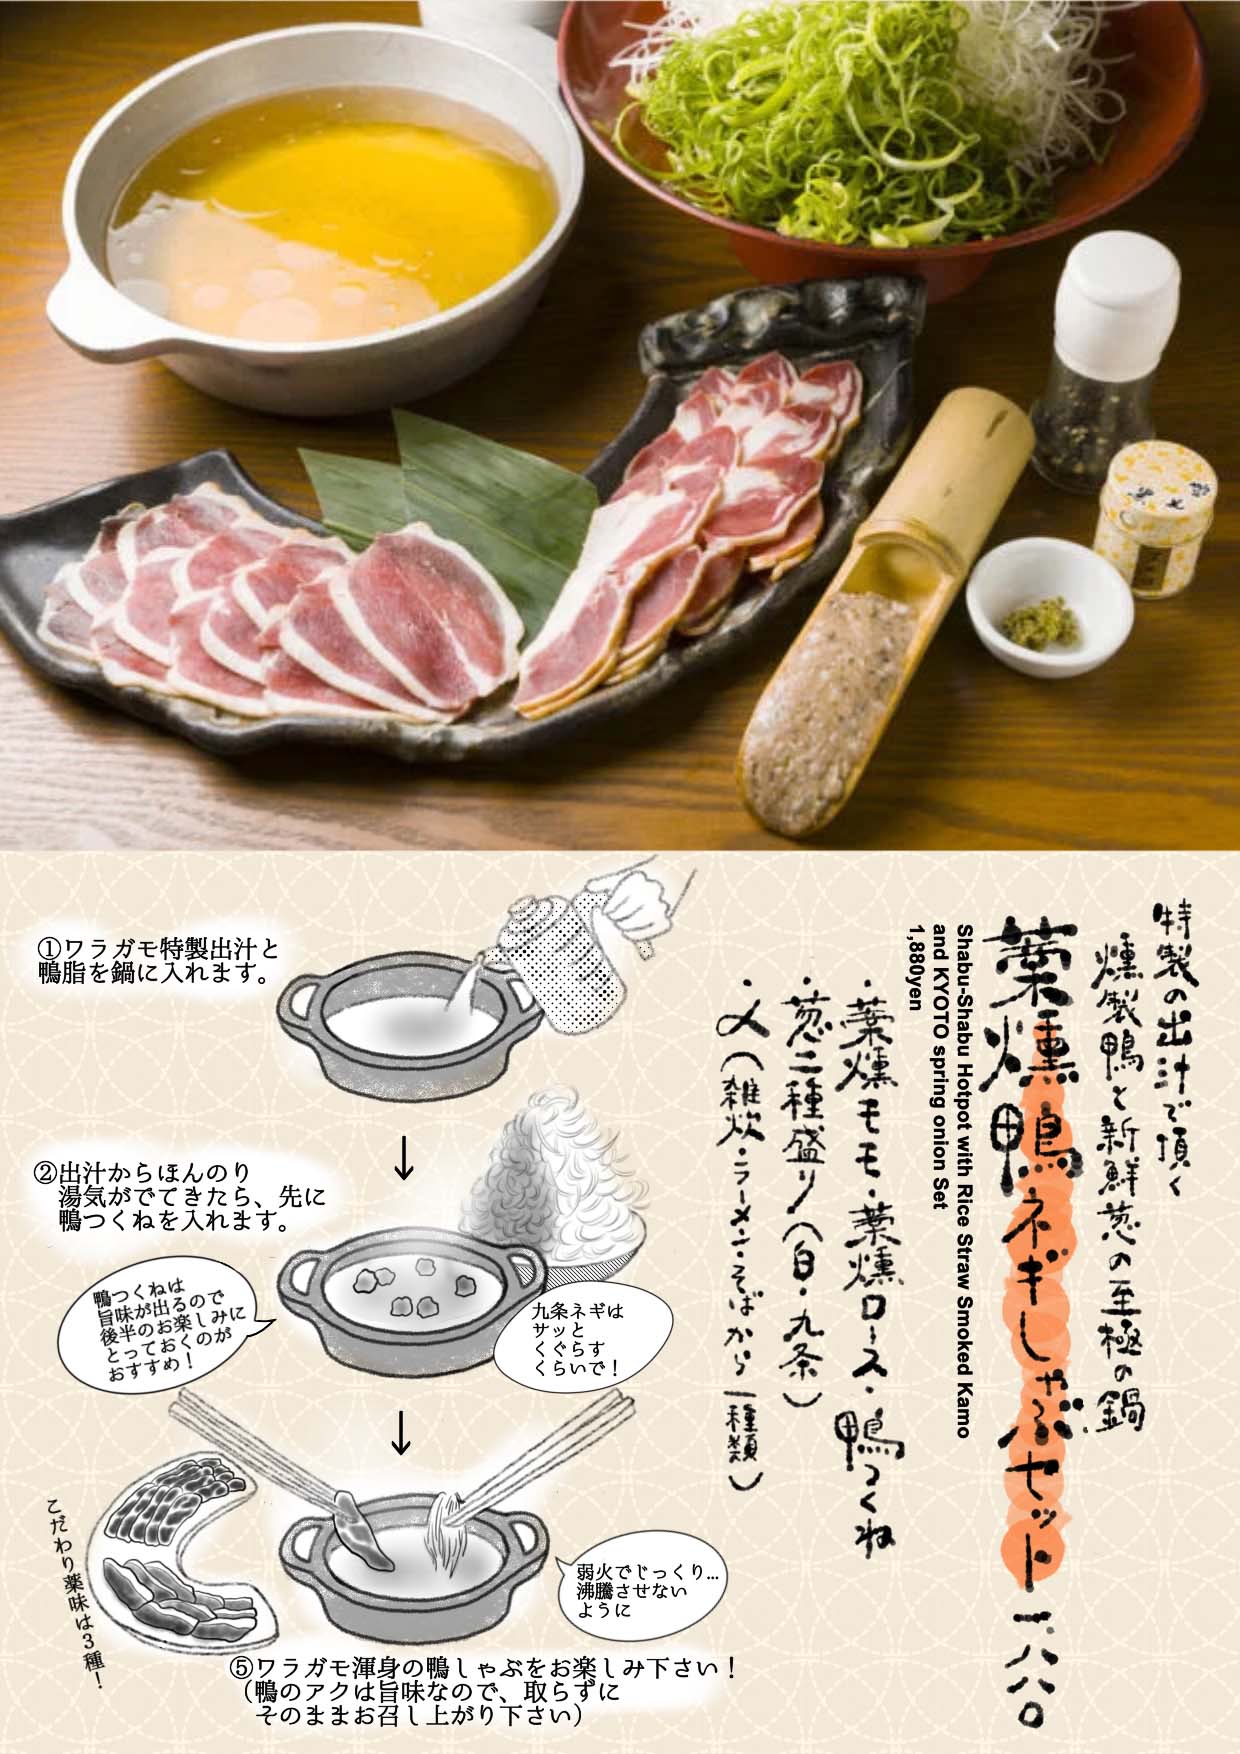 特製の出汁で頂く
燻製鴨と新鮮葱の至極の鍋
藁燻鴨ネギしゃぶセット 一八八〇
Shabu-Shabu Hotpot with Rice Straw Smoked Kamo
and KYOTO spring onion Set
1,880yen
・藁燻モモ・藁燻ロース・鴨つくね
・葱二種盛り(白・九条)
・〆(雑炊・ラーメン・そばから一種類)
①ワラガモ特製出汁と
鴨脂を鍋に入れます。
↓
②出汁からほんのり
湯気がでてきたら、先に
鴨つくねを入れます。
鴨つくねは
旨味が出るので
後半のお楽しみに
とっておくのが
おすすめ!
九条ネギは
サッと
くぐらす
くらいで!
↓
こだわり薬味は3種!
弱火でじっくり...
沸騰させない
ように
⑤ワラガモ渾身の鴨しゃぶをお楽しみ下さい!
(鴨のアクは旨味なので、取らずに
そのままお召し上がり下さい)